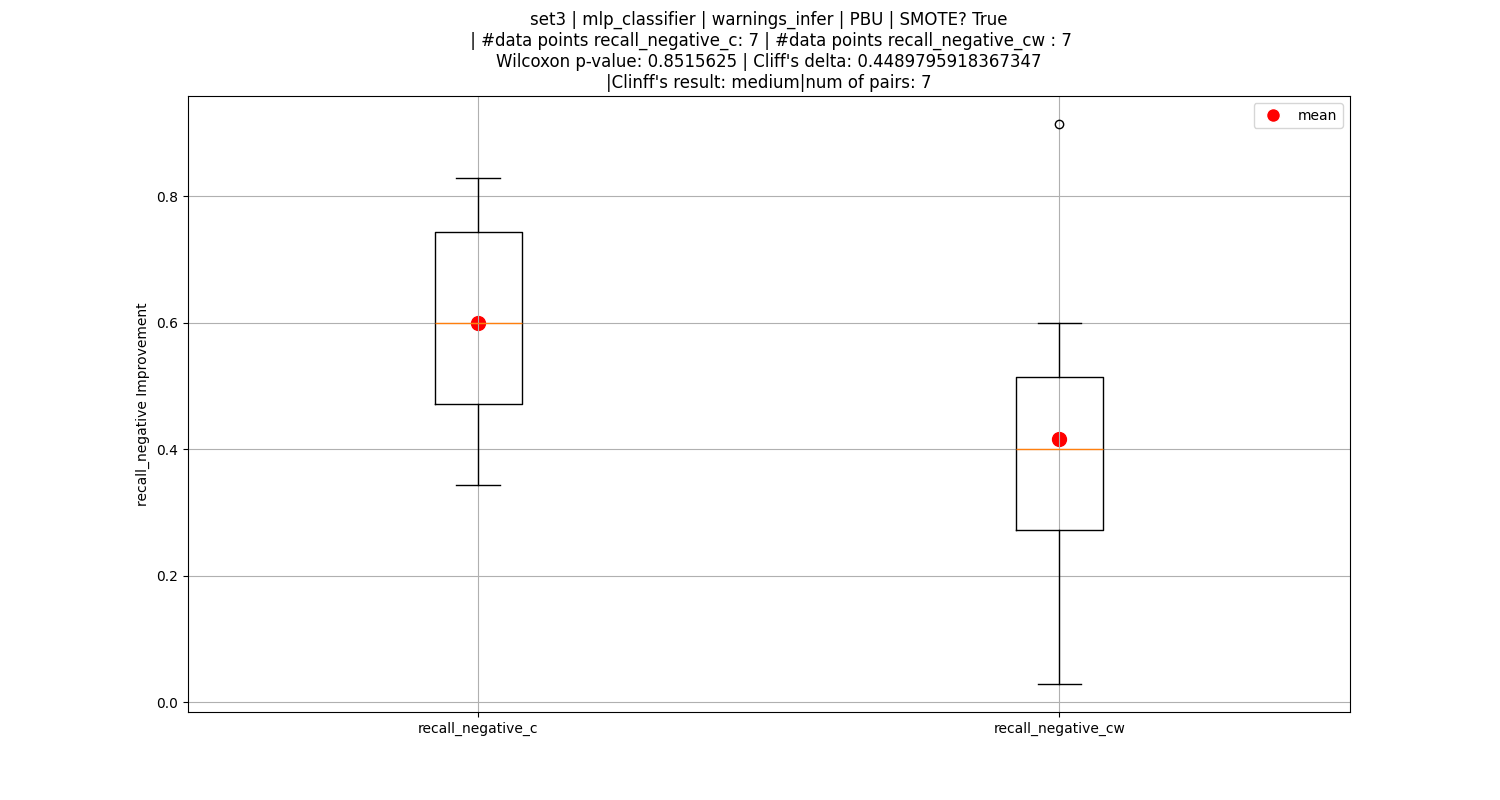 set3 | mlp_classifier | warnings_infer | PBU | SMOTE? True
| #data points recall_negative_c: 7 | #data points recall_negative_cw : 7
Wilcoxon p-value: 0.8515625 | Cliff's delta: 0.4489795918367347
|Clinff's result: medium|num of pairs: 7
mean
0.8
0.6
0.4
0.2
0.0
recall_negative Improvement
recall_negative_c
recall_negative_cw